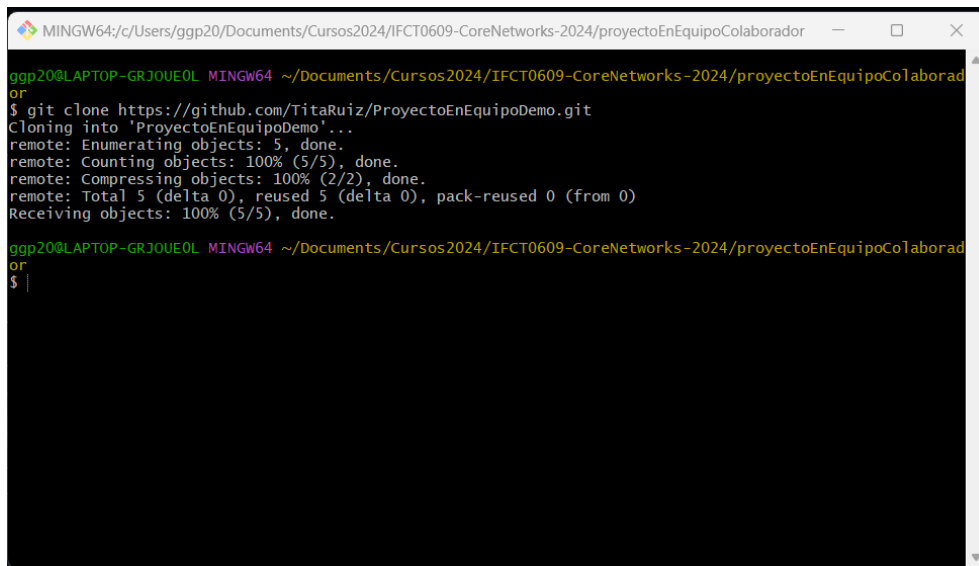 MINGW64:/c/Users/ggp20/Documents/Cursos2024/IFCT0609-CoreNetworks-2024/proyectoEnEquipoColaborador
ggp20@LAPTOP-GRJOUE0L MINGW64 ~/Documents/Cursos2024/IFCT0609-CoreNetworks-2024/proyectoEnEquipoColaborad
or
$ git clone https://github.com/TitaRuiz/ProyectoEnEquipoDemo.git
Cloning into 'ProyectoEnEquipoDemo'...
remote: Enumerating objects: 5, done.
remote: Counting objects: 100% (5/5), done.
remote: Compressing objects: 100% (2/2), done.
remote: Total 5 (delta 0), reused 5 (delta 0), pack-reused 0 (from 0)
Receiving objects: 100% (5/5), done.
ggp20@LAPTOP-GRJOUE0L MINGW64 ~/Documents/Cursos2024/IFCT0609-CoreNetworks-2024/proyectoEnEquipoColaborad
or
$